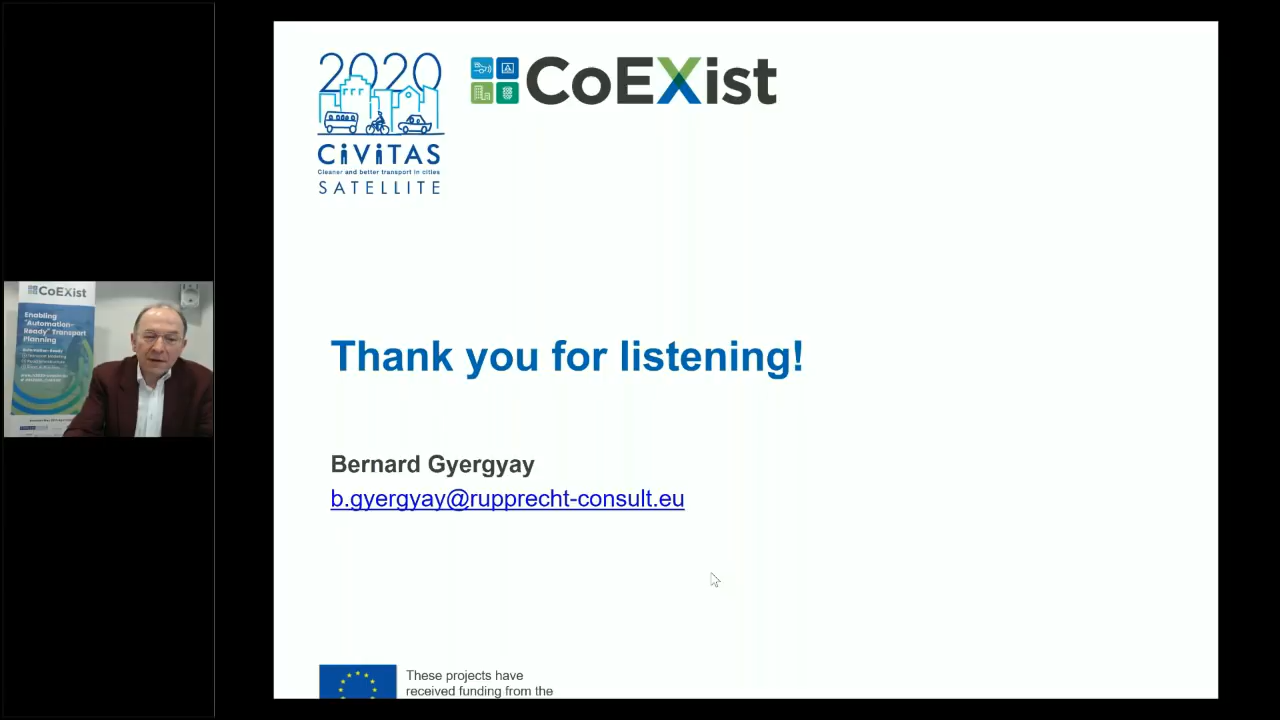 CoEXist
Enabling
"Automation-
Ready" Transport
Planning
2020
CiViTAS
Cleaner and better transport in cities
SATELLITE
CoEXist
Thank you for listening!
Bernard Gyergyay
b.gyergyay@rupprecht-consult.eu
These projects have
received funding from the